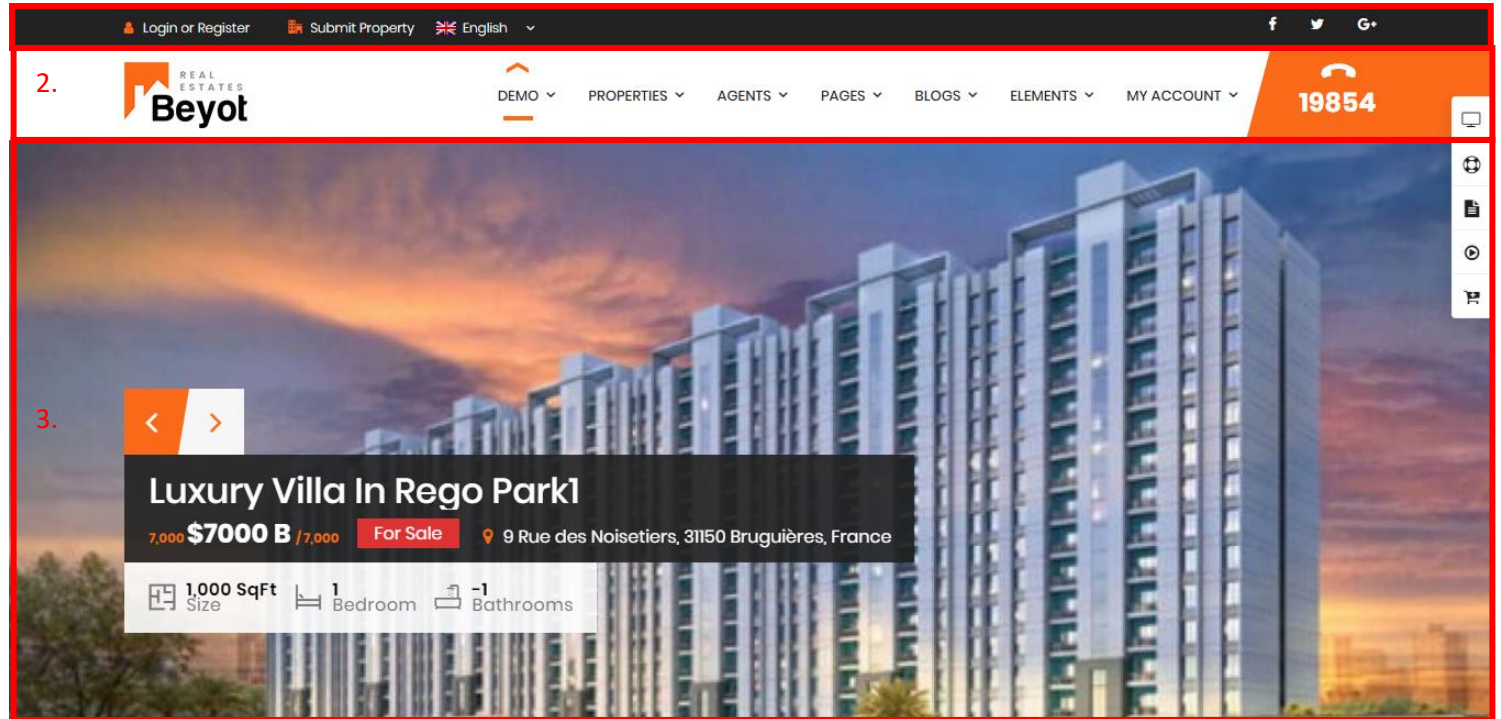 Login or Register Submit Property English
f G+
2.
REAL
ESTATES
Beyot
DEMO PROPERTIES AGENTS PAGES BLOGS ELEMENTS MY ACCOUNT
19854
3.
Luxury Villa In Rego Park1
7,000 $7000 B / 7,000 For Sale 9 Rue des Noisetiers, 31150 Bruguières, France
1,000 SqFt 1 -1
Size Bedroom Bathrooms